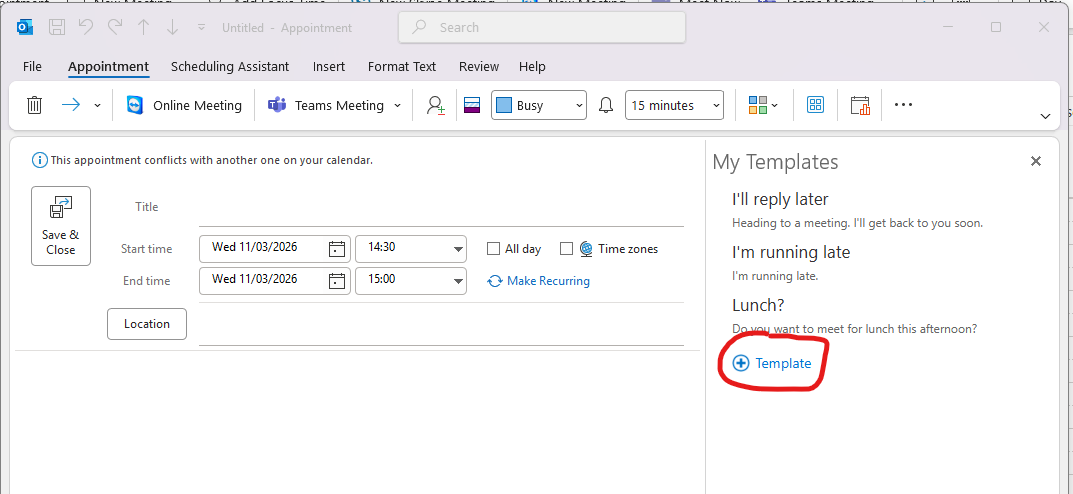 Untitled - Appointment
Search
File Appointment Scheduling Assistant Insert Format Text Review Help
Online Meeting Teams Meeting Busy 15 minutes
This appointment conflicts with another one on your calendar.
Save & Close
Title
Start time Wed 11/03/2026 14:30 All day Time zones
End time Wed 11/03/2026 15:00 Make Recurring
Location
My Templates
I'll reply later
Heading to a meeting. I'll get back to you soon.
I'm running late
I'm running late.
Lunch?
Do you want to meet for lunch this afternoon?
Template